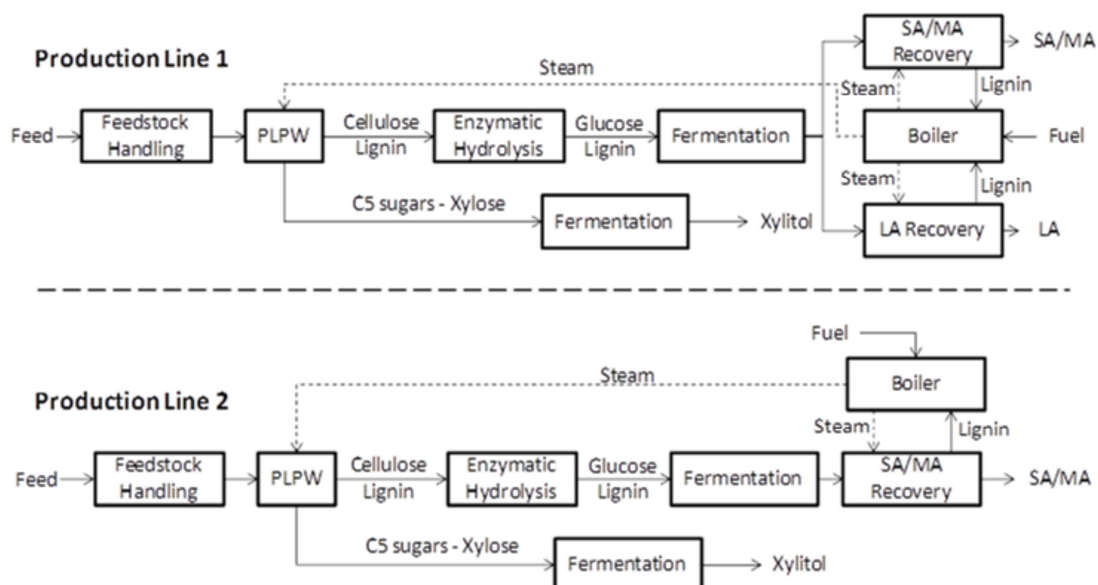 Production Line 1
SA/MA
Recovery
SA/MA
Steam
Steam
Lignin
Feed
Feedstock
Handling
PLPW
Cellulose
Lignin
Enzymatic
Hydrolysis
Glucose
Lignin
Fermentation
Boiler
Fuel
Steam
Lignin
C5 sugars - Xylose
Fermentation
Xylitol
LA Recovery
LA
Production Line 2
Fuel
Boiler
Steam
Steam
Lignin
Feed
Feedstock
Handling
PLPW
Cellulose
Lignin
Enzymatic
Hydrolysis
Glucose
Lignin
Fermentation
SA/MA
Recovery
SA/MA
C5 sugars - Xylose
Fermentation
Xylitol